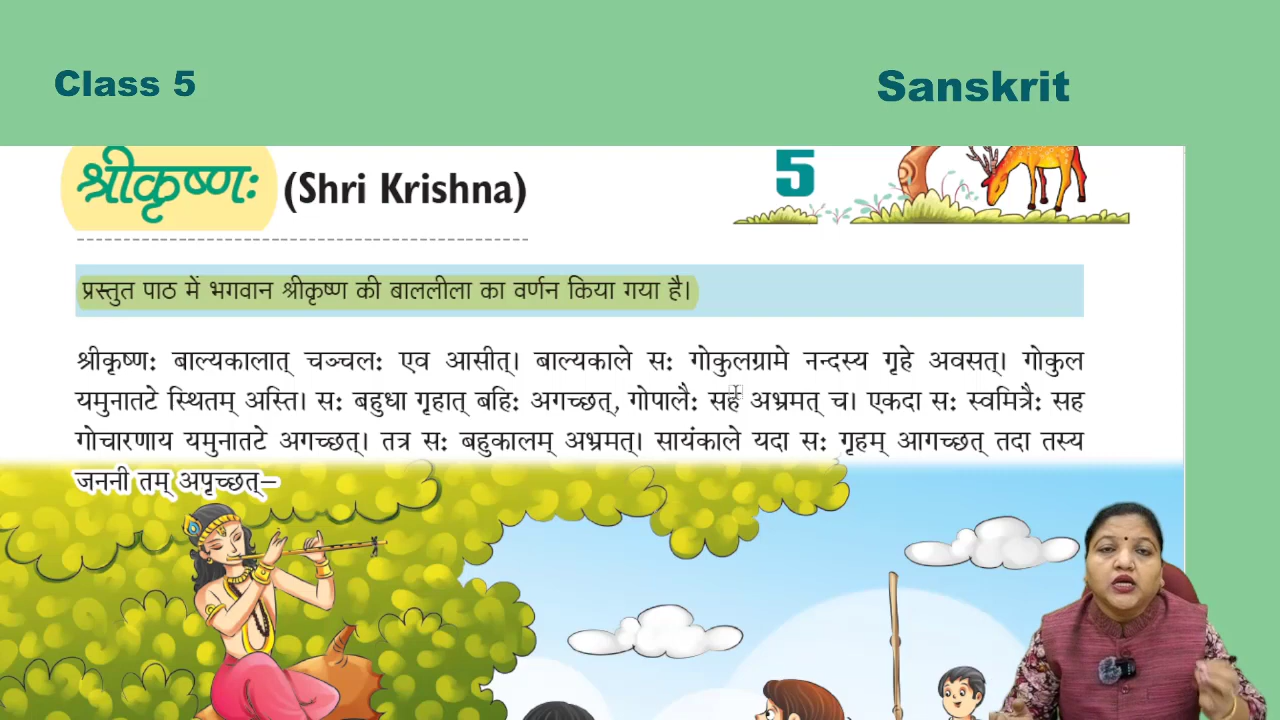 Class 5
Sanskrit
श्रीकृष्णः (Shri Krishna)
5
प्रस्तुत पाठ में भगवान श्रीकृष्ण की बाललीला का वर्णन किया गया है।
श्रीकृष्णः बाल्यकालात् चञ्चलः एव आसीत्। बाल्यकाले सः गोकुलग्रामे नन्दस्य गृहे अवसत्। गोकुल
यमुनातटे स्थितम् अस्ति। सः बहुधा गृहात् बहिः अगच्छत्, गोपालैः सह अभ्रमत् च। एकदा सः स्वमित्रैः सह
गोचारणाय यमुनातटे अगच्छत्। तत्र सः बहुकालम् अभ्रमत्। सायंकाले यदा सः गृहम् आगच्छत् तदा तस्य
जननी तम् अपृच्छत्–